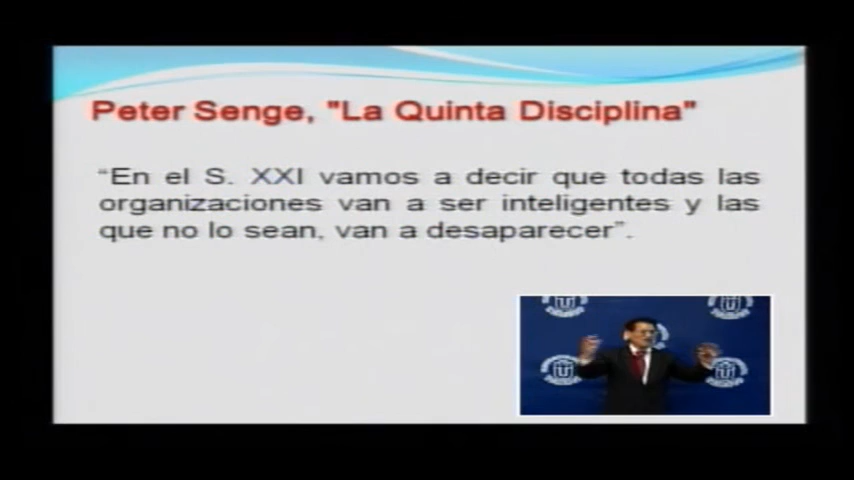 Peter Senge, "La Quinta Disciplina"
“En el S. XXI vamos a decir que todas las
organizaciones van a ser inteligentes y las
que no lo sean, van a desaparecer”.